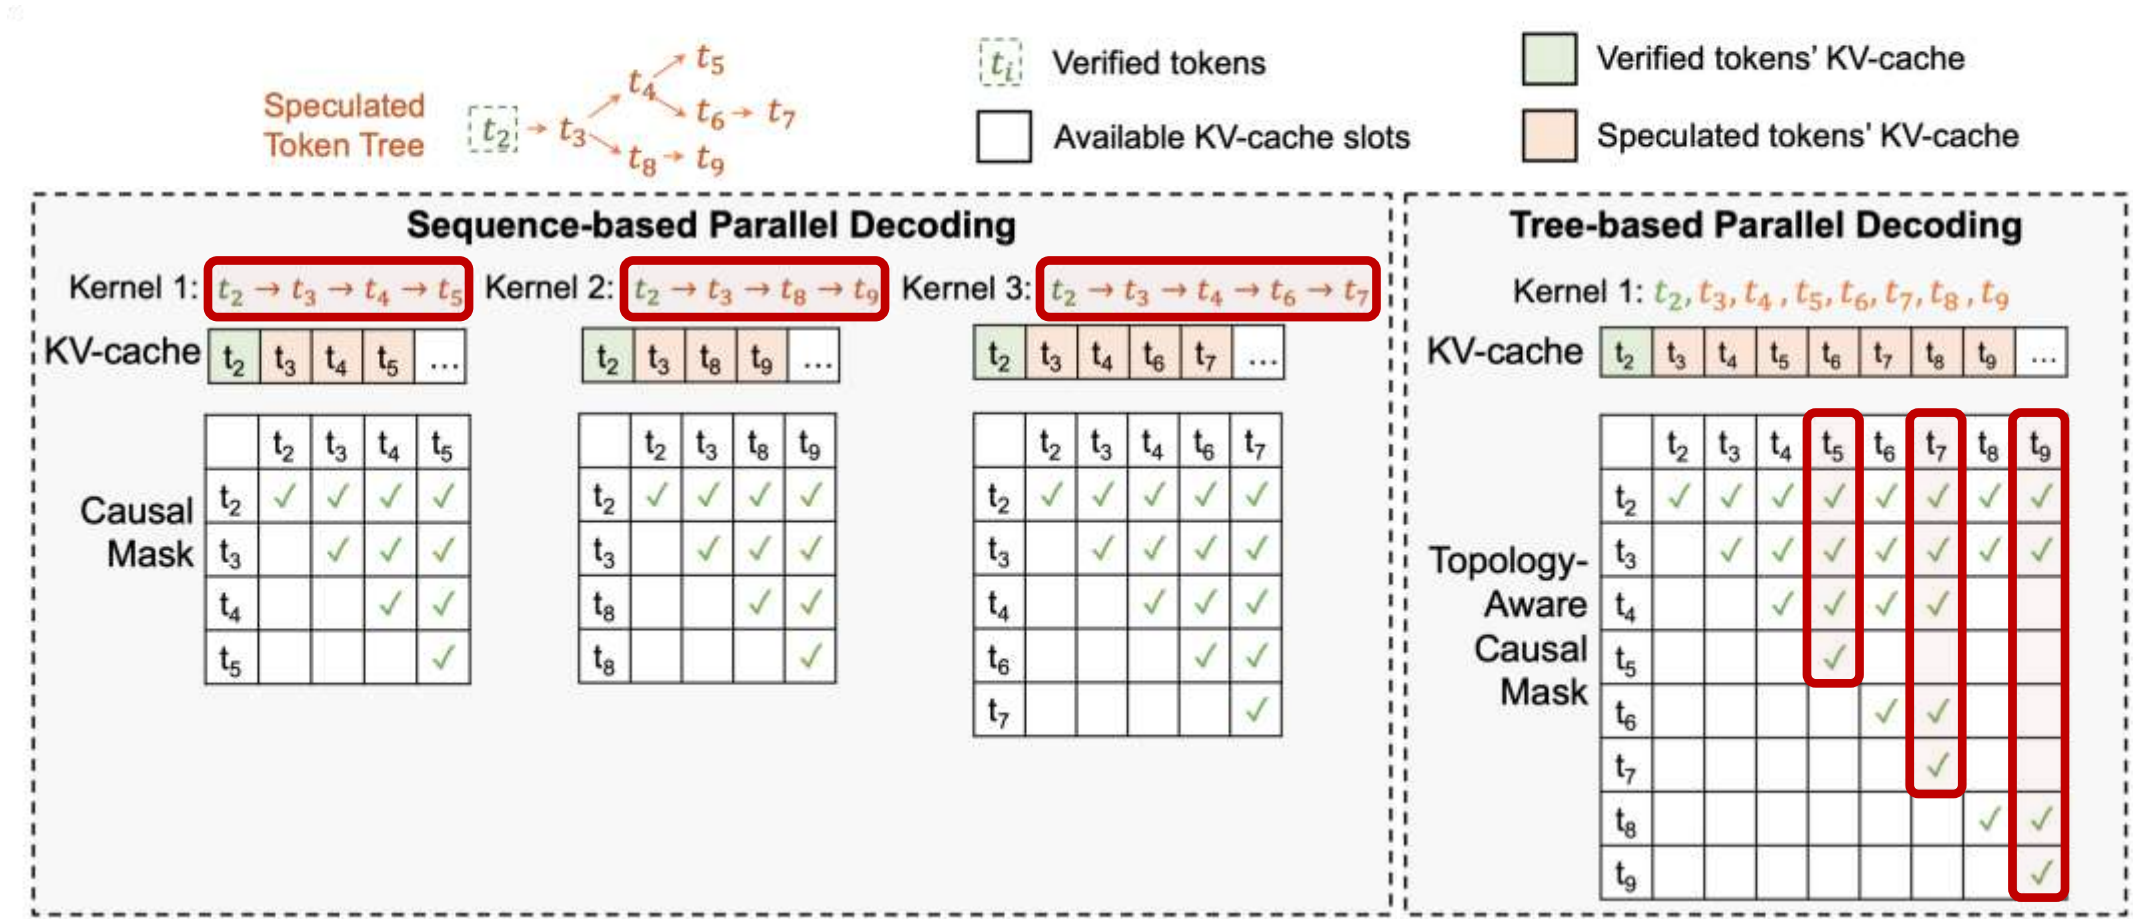 Speculated
Token Tree
t2 → t3
t4 t5
t6 → t7
t8 → t9
ti Verified tokens
Available KV-cache slots
Verified tokens' KV-cache
Speculated tokens' KV-cache
Sequence-based Parallel Decoding
Kernel 1: t2 → t3 → t4 → t5
KV-cache t2 t3 t4 t5 ...
Causal
Mask
t2 t3 t4 t5
t2 ✓ ✓ ✓ ✓
t3 ✓ ✓ ✓
t4 ✓ ✓
t5 ✓
Kernel 2: t2 → t3 → t8 → t9
t2 t3 t8 t9 ...
t2 t3 t8 t9
t2 ✓ ✓ ✓ ✓
t3 ✓ ✓ ✓
t8 ✓ ✓
t8 ✓
Kernel 3: t2 → t3 → t4 → t6 → t7
t2 t3 t4 t6 t7 ...
t2 t3 t4 t6 t7
t2 ✓ ✓ ✓ ✓ ✓
t3 ✓ ✓ ✓ ✓
t4 ✓ ✓ ✓
t6 ✓ ✓
t7 ✓
Tree-based Parallel Decoding
Kernel 1: t2, t3, t4 , t5, t6, t7, t8 , t9
KV-cache t2 t3 t4 t5 t6 t7 t8 t9 ...
Topology-
Aware
Causal
Mask
t2 t3 t4 t5 t6 t7 t8 t9
t2 ✓ ✓ ✓ ✓ ✓ ✓ ✓ ✓
t3 ✓ ✓ ✓ ✓ ✓ ✓ ✓
t4 ✓ ✓ ✓ ✓
t5 ✓
t6 ✓ ✓
t7 ✓
t8 ✓ ✓
t9 ✓